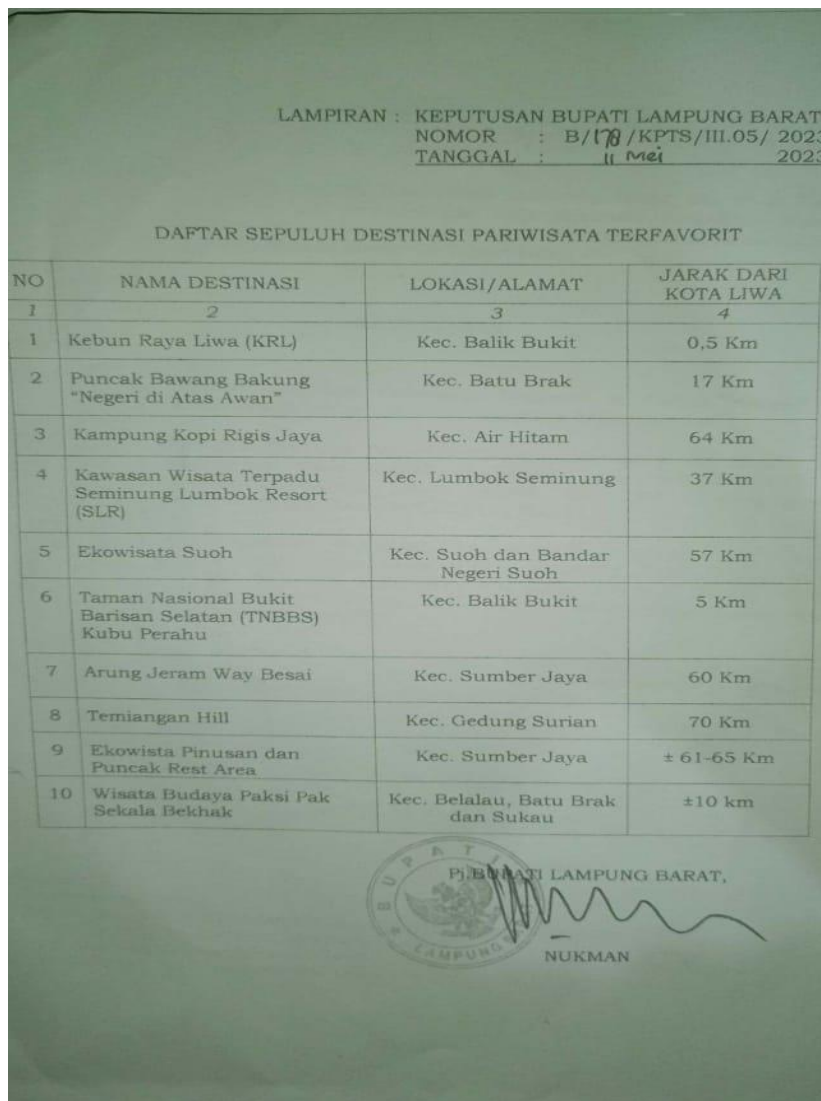 LAMPIRAN : KEPUTUSAN BUPATI LAMPUNG BARAT
NOMOR : B/178/KPTS/III.05/ 2023
TANGGAL : 11 Mei 2023
DAFTAR SEPULUH DESTINASI PARIWISATA TERFAVORIT
NO NAMA DESTINASI LOKASI/ALAMAT JARAK DARI KOTA LIWA
1 2 3 4
1 Kebun Raya Liwa (KRL) Kec. Balik Bukit 0,5 Km
2 Puncak Bawang Bakung Kec. Batu Brak 17 Km
"Negeri di Atas Awan"
3 Kampung Kopi Rigis Jaya Kec. Air Hitam 64 Km
4 Kawasan Wisata Terpadu Kec. Lumbok Seminung 37 Km
Seminung Lumbok Resort
(SLR)
5 Ekowisata Suoh Kec. Suoh dan Bandar 57 Km
Negeri Suoh
6 Taman Nasional Bukit Kec. Balik Bukit 5 Km
Barisan Selatan (TNBBS)
Kubu Perahu
7 Arung Jeram Way Besai Kec. Sumber Jaya 60 Km
8 Temiangan Hill Kec. Gedung Surian 70 Km
9 Ekowista Pinusan dan Kec. Sumber Jaya ± 61-65 Km
Puncak Rest Area
10 Wisata Budaya Paksi Pak Kec. Belalau, Batu Brak ±10 km
Sekala Bekhak dan Sukau
BUPATI
LAMPUNG
Pj.BUPATI LAMPUNG BARAT,
NUKMAN